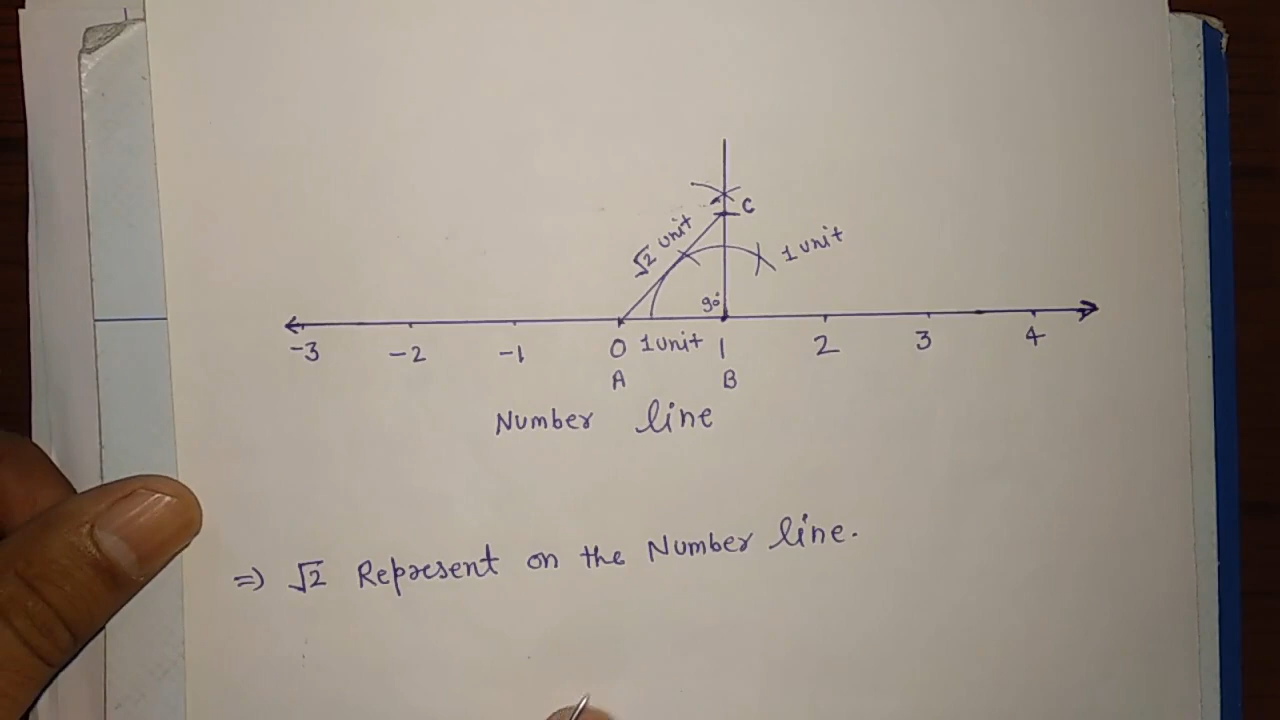 C
√2 unit
1 unit
90°
-3 -2 -1 0 1 unit 1 2 3 4
A B
Number line
⇒ √2 Represent on the Number line.